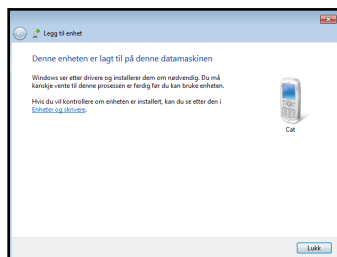 Legg til enhet
Denne enheten er lagt til på denne datamaskinen
Windows ser etter drivere og installerer dem om nødvendig. Du må
kanskje vente til denne prosessen er ferdig før du kan bruke enheten.
Hvis du vil kontrollere om enheten er installert, kan du se etter den i
Enheter og skrivere.
Cat
Lukk